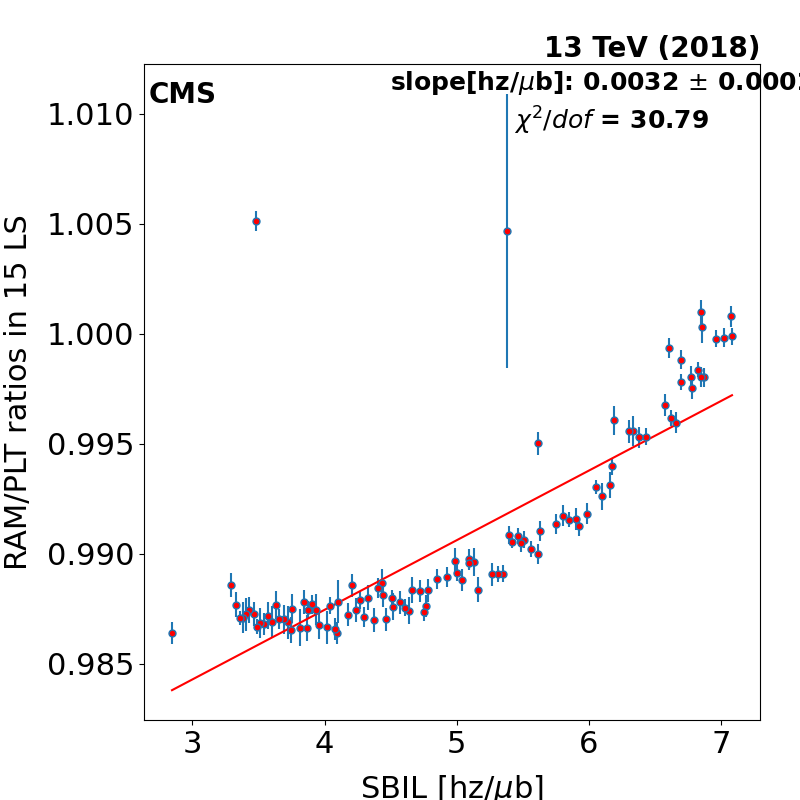 13 TeV (2018)
CMS
slope[hz/μb]: 0.0032 ± 0.000
χ²/dof = 30.79
RAM/PLT ratios in 15 LS
1.010
1.005
1.000
0.995
0.990
0.985
3 4 5 6 7
SBIL [hz/μb]